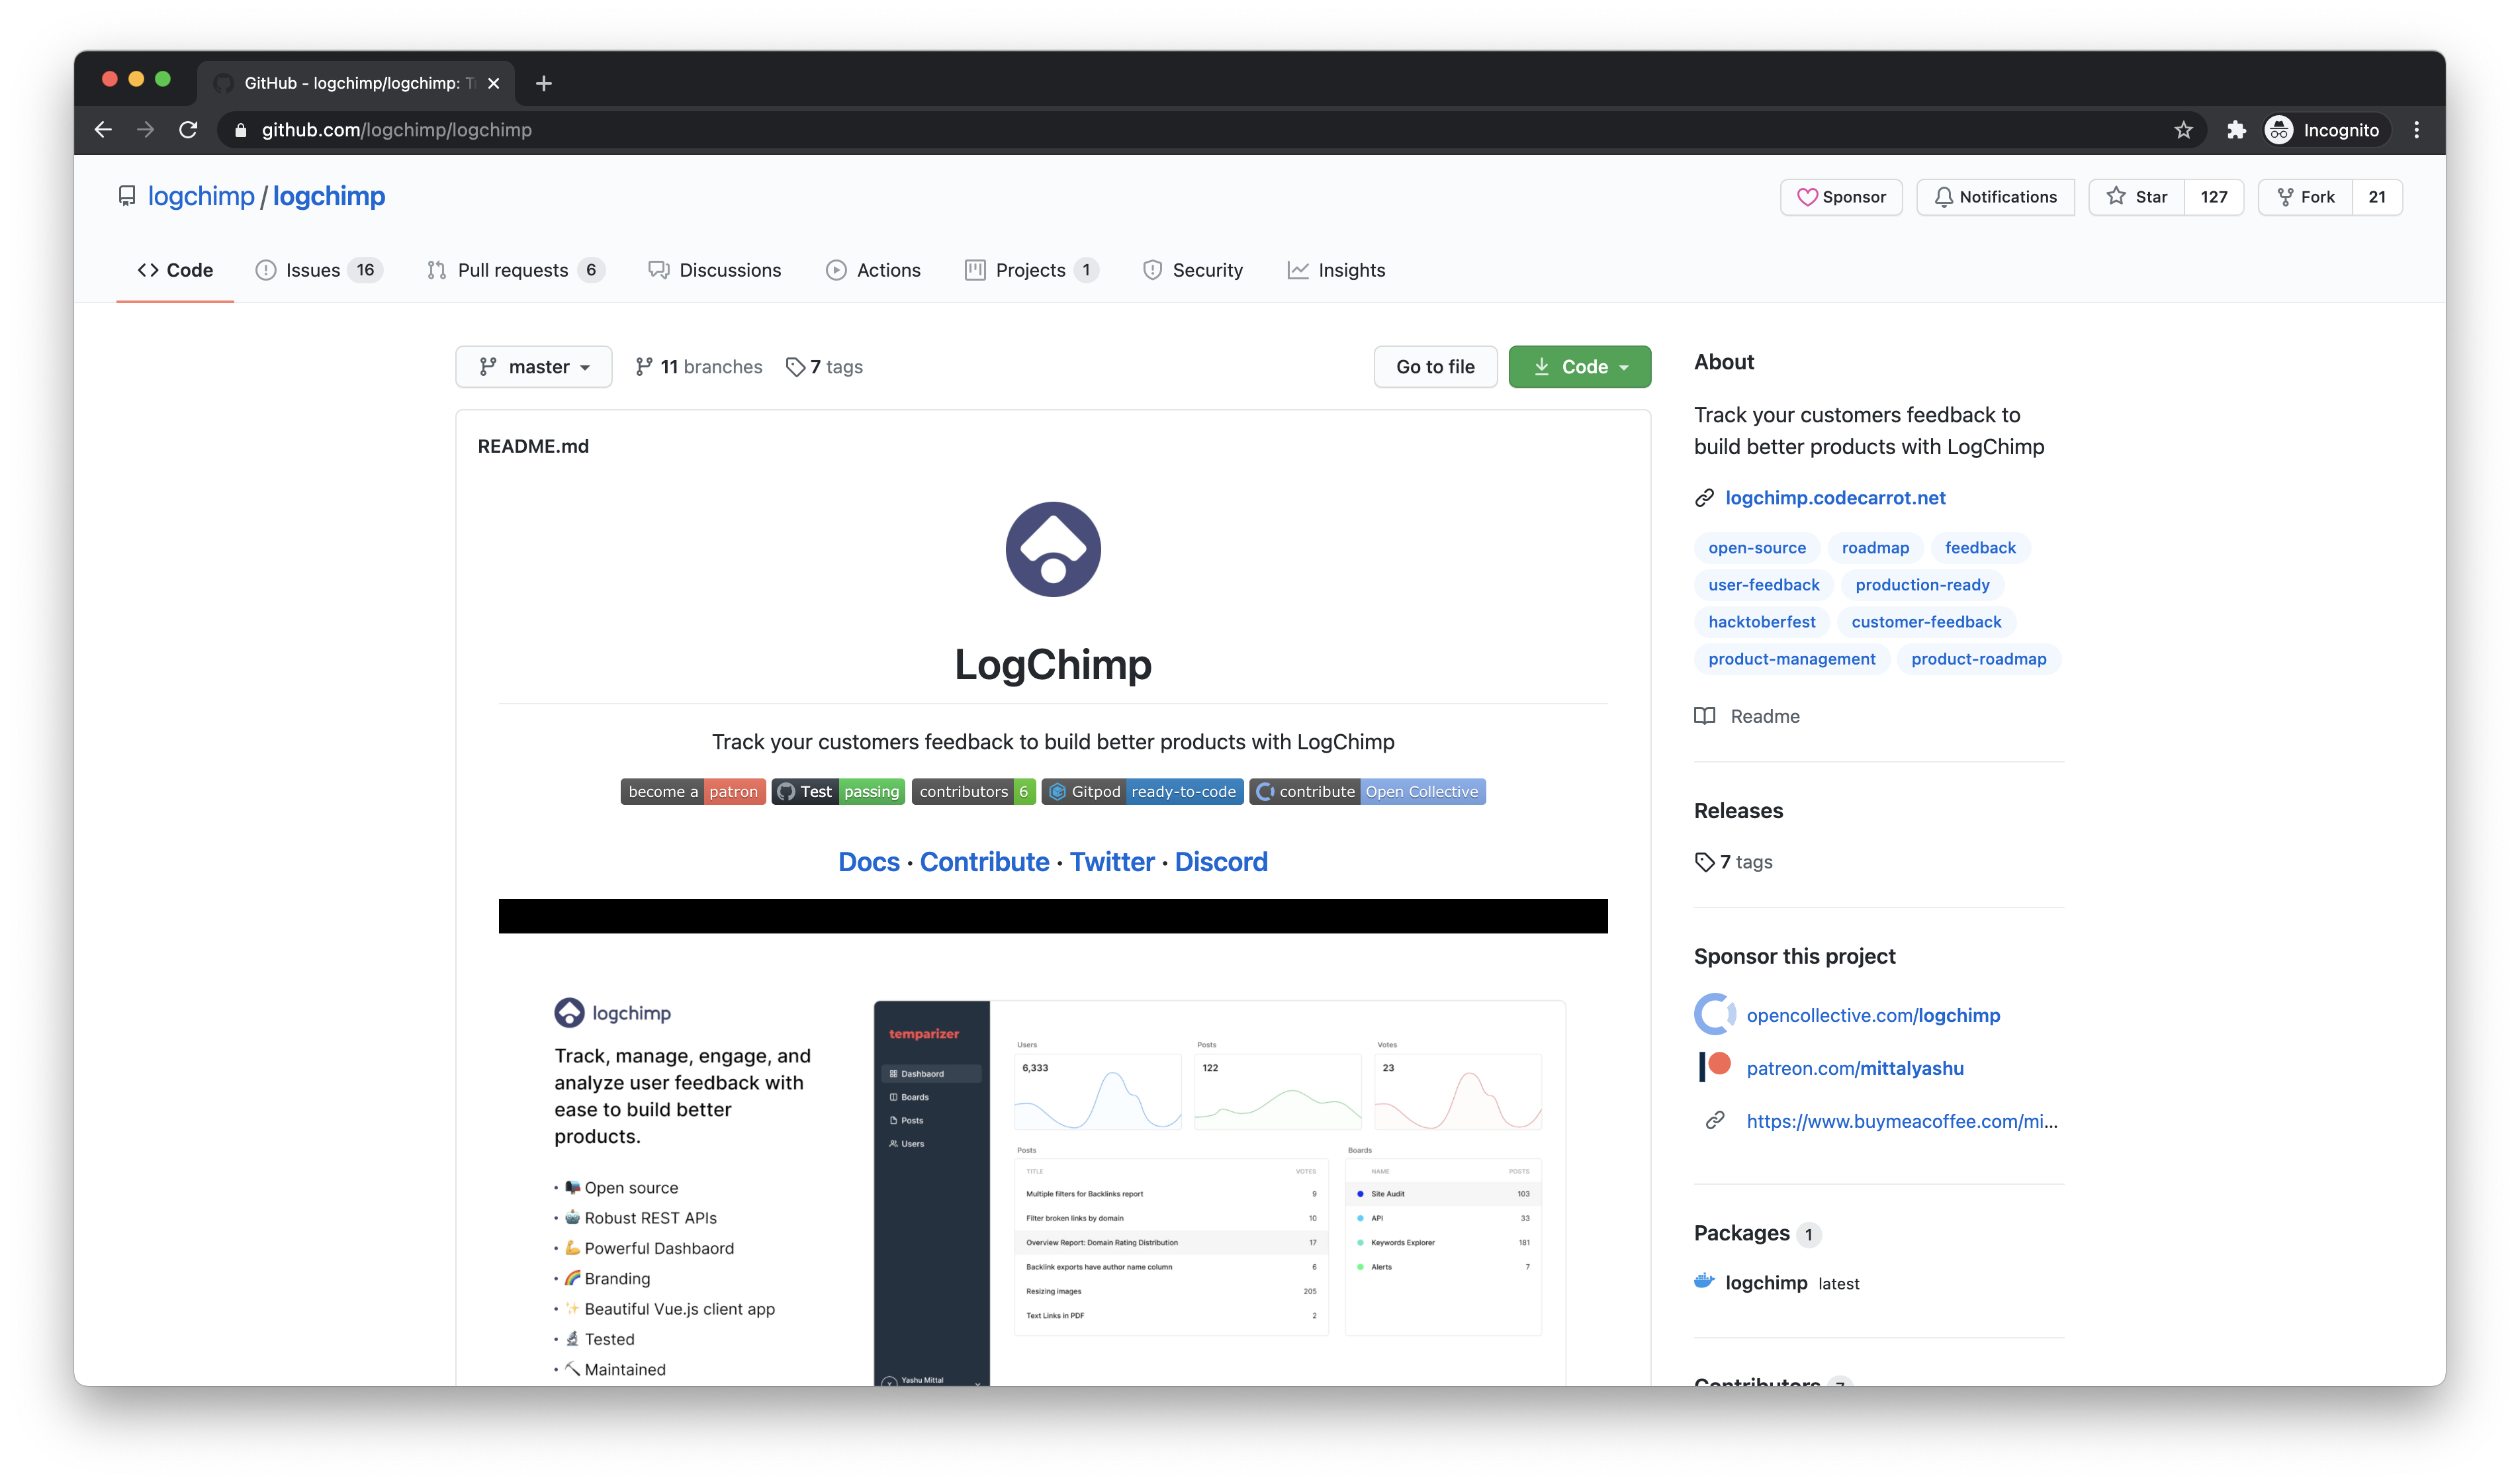 GitHub - logchimp/logchimp:
github.com/logchimp/logchimp
Incognito
logchimp / logchimp
Sponsor
Notifications
Star 127
Fork 21
Code
Issues 16
Pull requests 6
Discussions
Actions
Projects 1
Security
Insights
master
11 branches
7 tags
Go to file
Code
README.md
LogChimp
Track your customers feedback to build better products with LogChimp
become a patron Test passing contributors 6 Gitpod ready-to-code contribute Open Collective
Docs · Contribute · Twitter · Discord
logchimp
Track, manage, engage, and
analyze user feedback with
ease to build better
products.
• Open source
• Robust REST APIs
• 💪 Powerful Dashbaord
• 🌈 Branding
• ✨ Beautiful Vue.js client app
• 🔬 Tested
• ⛏ Maintained
temparizer
Dashbaord
Boards
Posts
Users
Yashu Mittal
Users
6,333
Posts
122
Votes
23
Posts
TITLE VOTES
Multiple filters for Backlinks report 9
Filter broken links by domain 10
Overview Report: Domain Rating Distribution 17
Backlink exports have author name column 6
Resizing images 205
Text Links in PDF 2
Boards
NAME POSTS
Site Audit 103
API 33
Keywords Explorer 181
Alerts 7
About
Track your customers feedback to
build better products with LogChimp
logchimp.codecarrot.net
open-source roadmap feedback
user-feedback production-ready
hacktoberfest customer-feedback
product-management product-roadmap
Readme
Releases
7 tags
Sponsor this project
opencollective.com/logchimp
patreon.com/mittalyashu
https://www.buymeacoffee.com/mi...
Packages 1
logchimp latest
Contributors 7